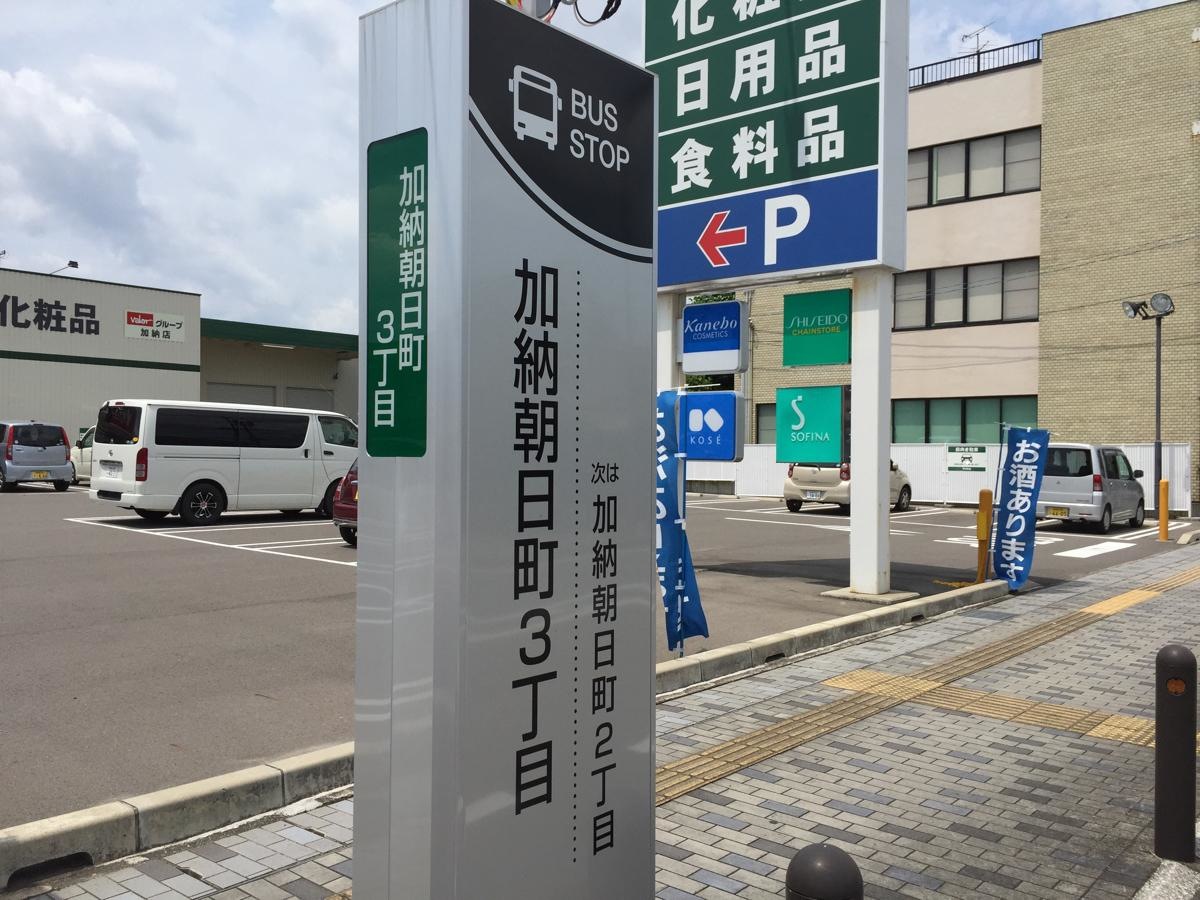 BUS
STOP
加納朝日町3丁目
次は 加納朝日町2丁目
加納朝日町
3丁目
化粧
日用品
食料品
P
Kanebo
COSMETICS
SHISEIDO
CHAINSTORE
KOSÉ
SOFINA
化粧品
Valor グループ
加納店
お酒あります